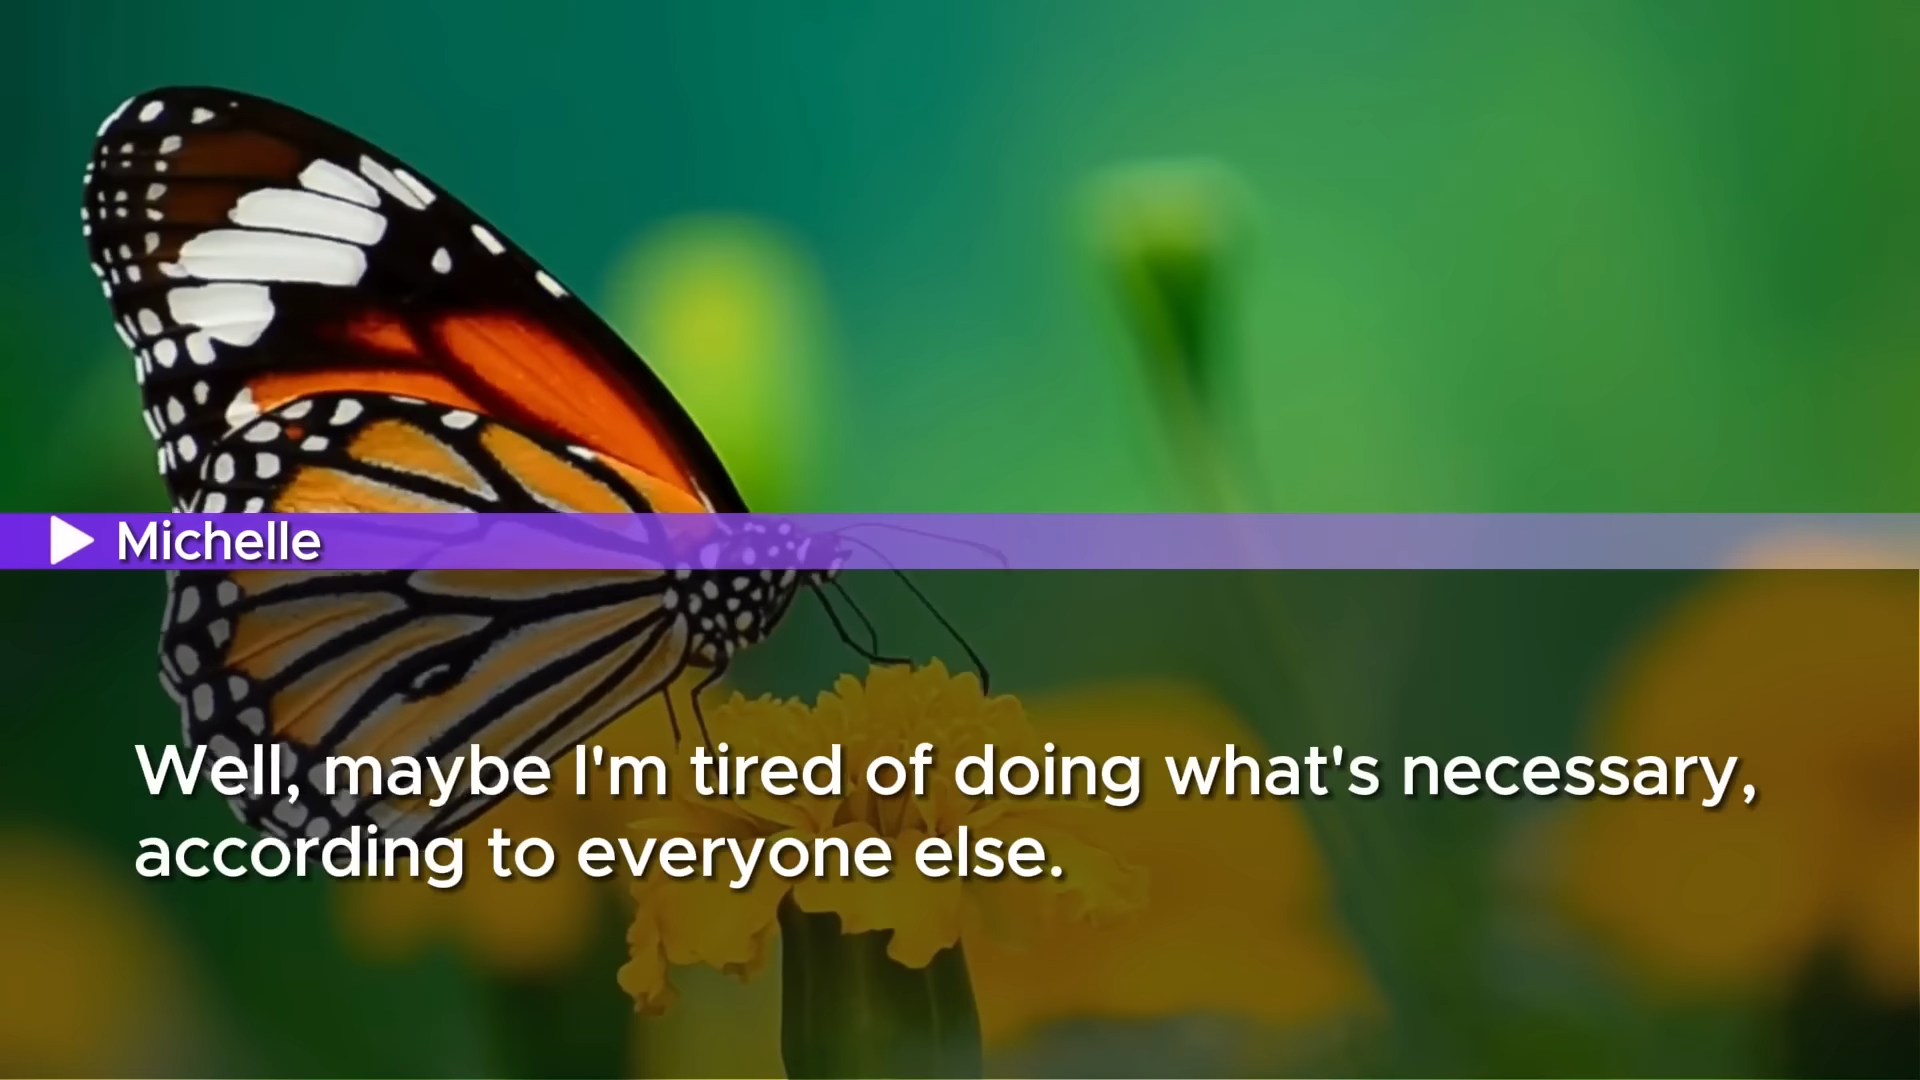 Michelle
Well, maybe I'm tired of doing what's necessary,
according to everyone else.